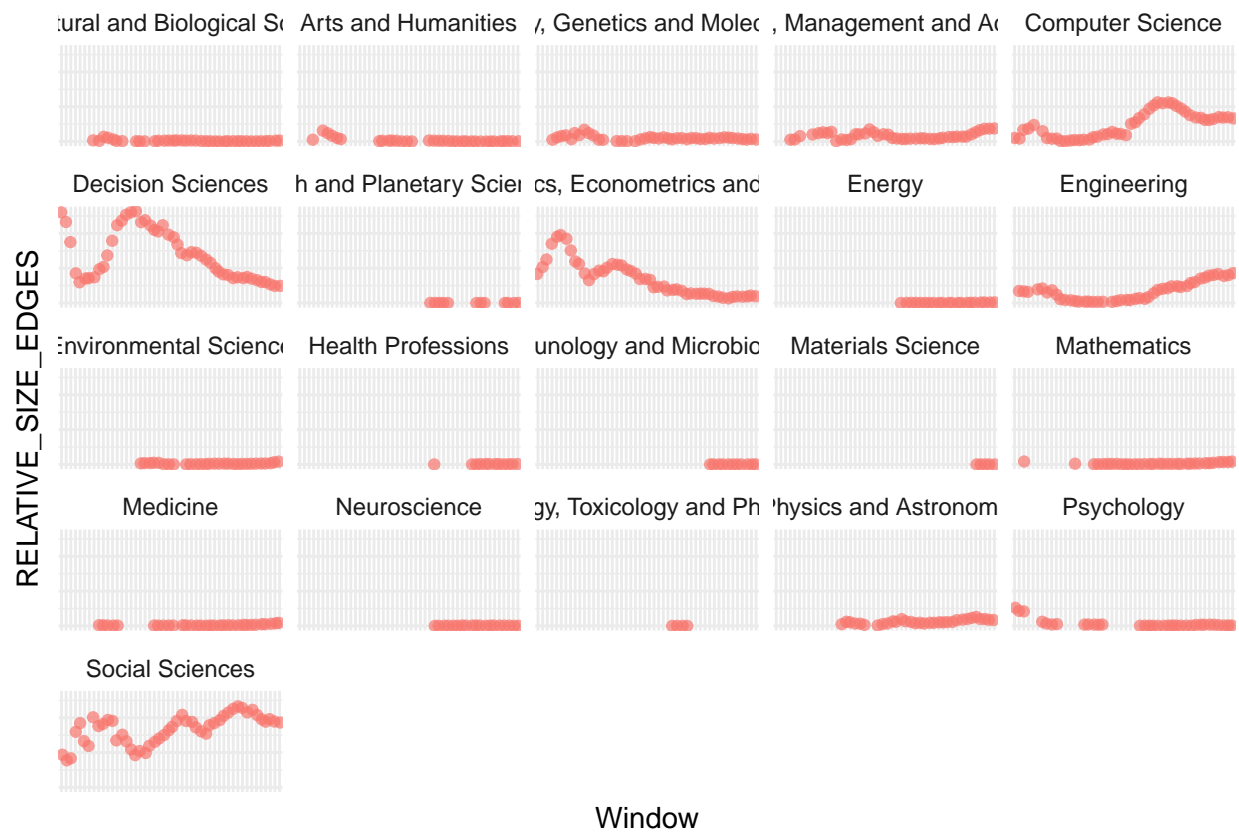 tural and Biological Sc
Arts and Humanities
y, Genetics and Molec
, Management and Ac
Computer Science
Decision Sciences
h and Planetary Scien
cs, Econometrics and
Energy
Engineering
Environmental Science
Health Professions
unology and Microbio
Materials Science
Mathematics
Medicine
Neuroscience
gy, Toxicology and Ph
Physics and Astronom
Psychology
Social Sciences
RELATIVE_SIZE_EDGES
Window